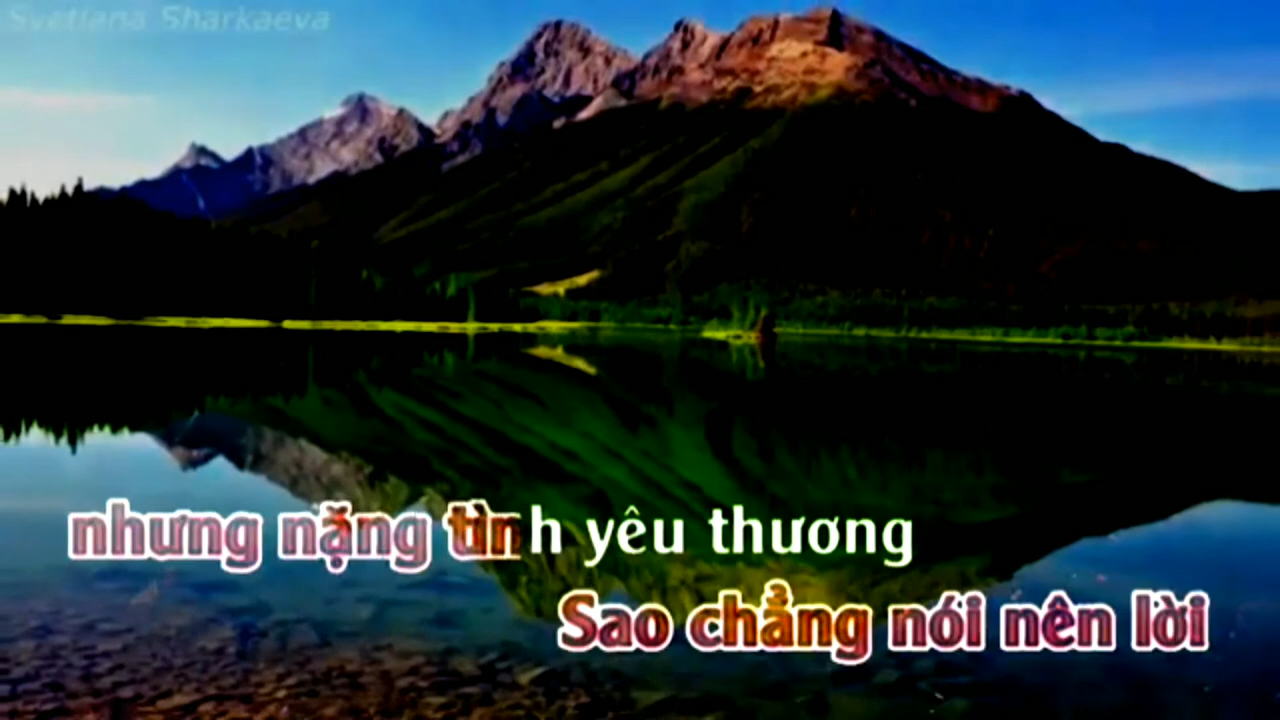 Svetlana Sharkaeva
nhưng nặng tình yêu thương
Sao chẳng nói nên lời